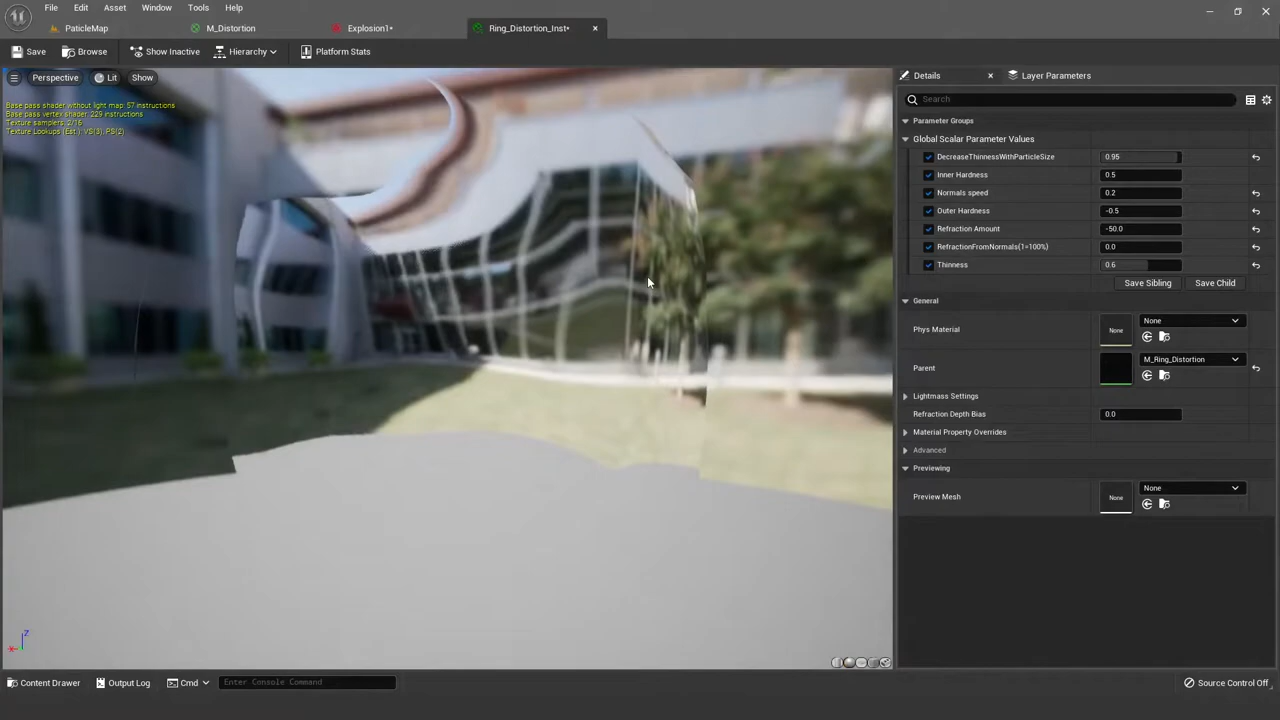 File Edit Asset Window Tools Help
PaticleMap M_Distortion Explosion1* Ring_Distortion_Inst*
Save Browse Show Inactive Hierarchy Platform Stats
Perspective Lit Show
Base pass shader without light map: 57 instructions
Base pass vertex shader: 229 instructions
Texture samplers: 2/16
Texture Lookups (Est.): VS(3), PS(2)
Z
Details Layer Parameters
Search
Parameter Groups
Global Scalar Parameter Values
DecreaseThinnessWithParticleSize 0.95
Inner Hardness 0.5
Normals speed 0.2
Outer Hardness -0.5
Refraction Amount -50.0
RefractionFromNormals(1=100%) 0.0
Thinness 0.6
Save Sibling Save Child
General
Phys Material None None
Parent M_Ring_Distortion
Lightmass Settings
Refraction Depth Bias 0.0
Material Property Overrides
Advanced
Previewing
Preview Mesh None None
Content Drawer Output Log Cmd Enter Console Command Source Control Off